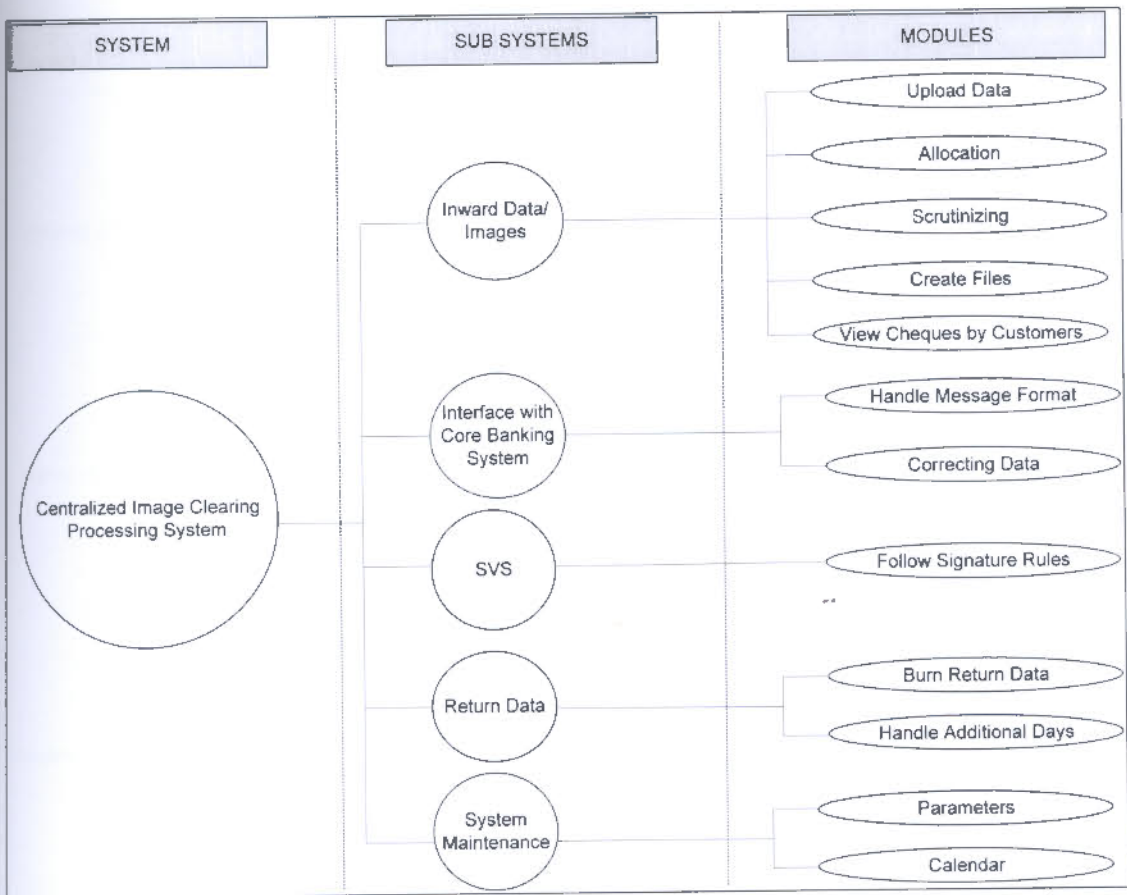 SYSTEM
SUB SYSTEMS
MODULES
Upload Data
Allocation
Inward Data/
Images
Scrutinizing
Create Files
View Cheques by Customers
Interface with
Core Banking
System
Handle Message Format
Correcting Data
Centralized Image Clearing
Processing System
SVS
Follow Signature Rules
Return Data
Burn Return Data
Handle Additional Days
System
Maintenance
Parameters
Calendar